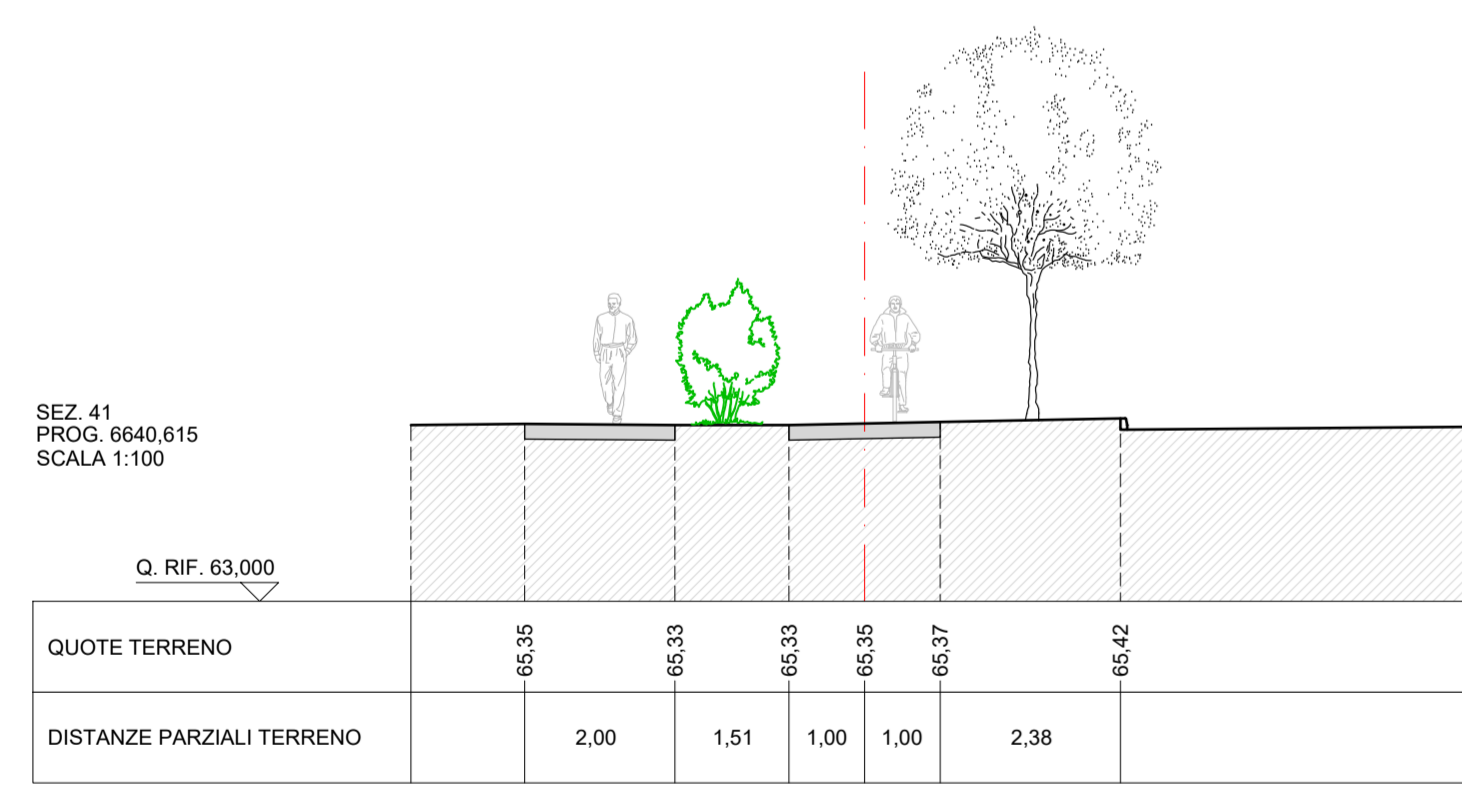 SEZ. 41
PROG. 6640,615
SCALA 1:100
Q. RIF. 63,000
QUOTE TERRENO
65,35
65,33
65,33
65,35
65,37
65,42
DISTANZE PARZIALI TERRENO
2,00
1,51
1,00
1,00
2,38